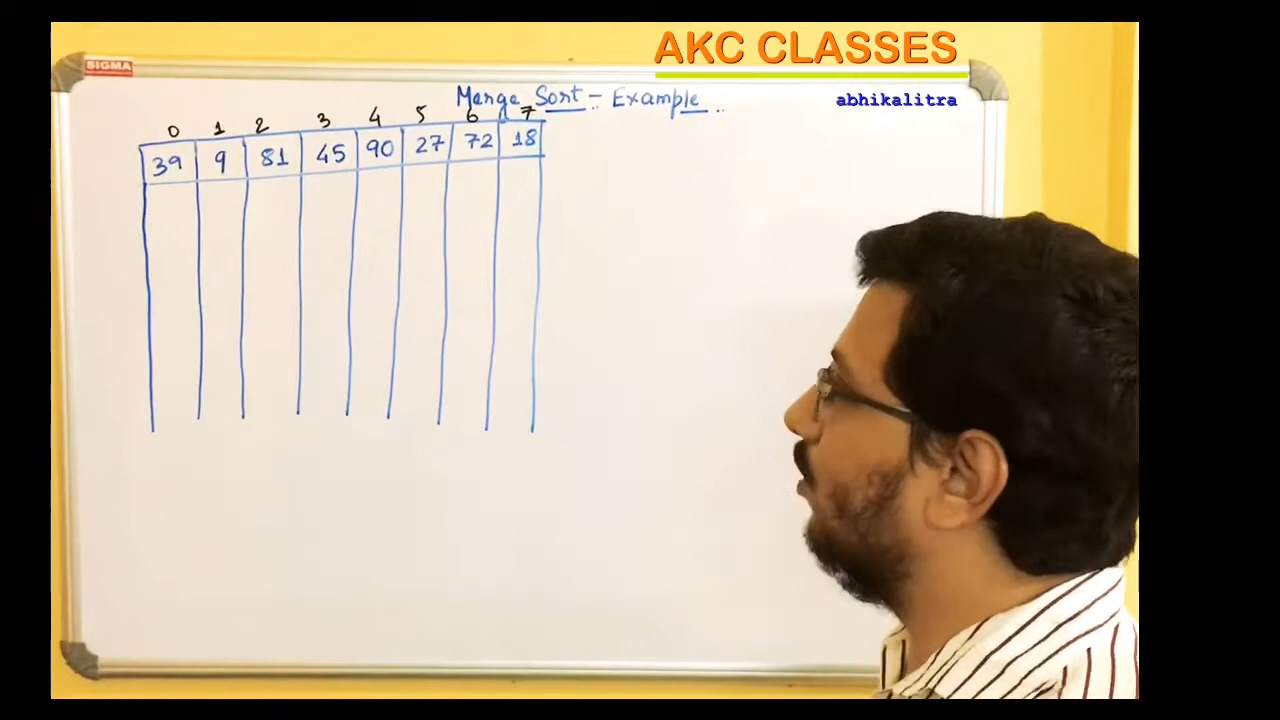 AKC CLASSES
SIGMA
Merge Sort - Example
abhikalitra
0 1 2 3 4 5 6 7
39 9 81 45 90 27 72 18